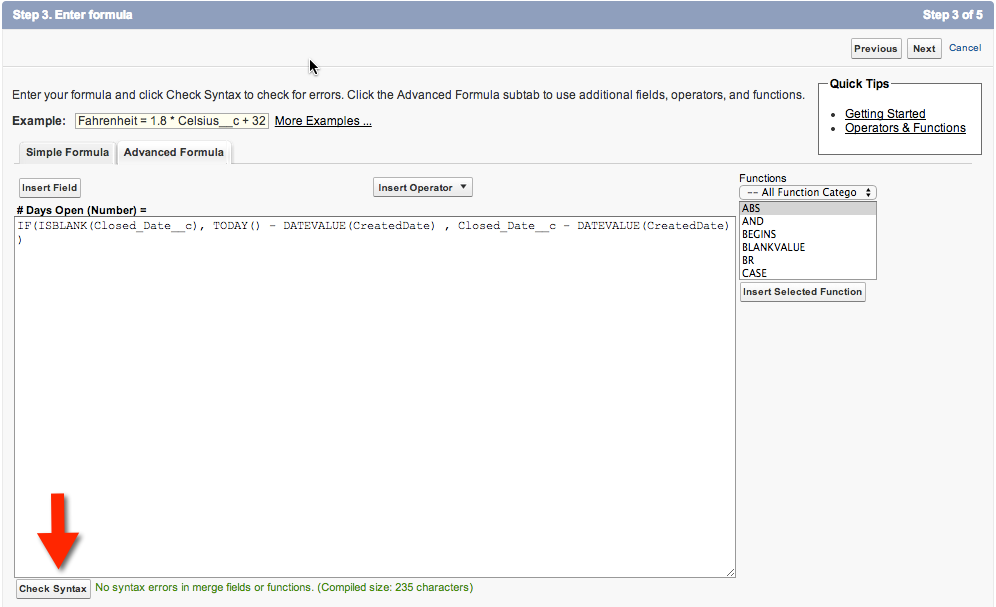 Step 3. Enter formula
Step 3 of 5
Previous
Next
Cancel
Enter your formula and click Check Syntax to check for errors. Click the Advanced Formula subtab to use additional fields, operators, and functions.
Quick Tips
Getting Started
Operators & Functions
Example:
Fahrenheit = 1.8 * Celsius__c + 32
More Examples ...
Simple Formula
Advanced Formula
Insert Field
Insert Operator
Functions
-- All Function Catego
# Days Open (Number) =
IF(ISBLANK(Closed_Date__c), TODAY() - DATEVALUE(CreatedDate) , Closed_Date__c - DATEVALUE(CreatedDate)
)
ABS
AND
BEGINS
BLANKVALUE
BR
CASE
Insert Selected Function
Check Syntax
No syntax errors in merge fields or functions. (Compiled size: 235 characters)